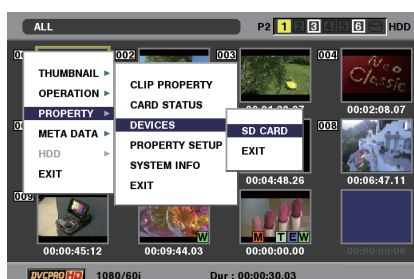 ALL P2 1 2 3 4 5 6 HDD
001 002 003 004
THUMBNAIL
OPERATION
PROPERTY
META DATA
HDD
EXIT
CLIP PROPERTY
CARD STATUS
DEVICES
PROPERTY SETUP
SYSTEM INFO
EXIT
SD CARD
EXIT
Neo
Classic
00:02:08.07
008
00:04:48.26 00:06:47.11
009
W M T E W
00:00:45:12 00:09:44.03 00:00:00.00 00:00:00:00
DVCPRO HD 1080/60i Dur : 00:00:30.03